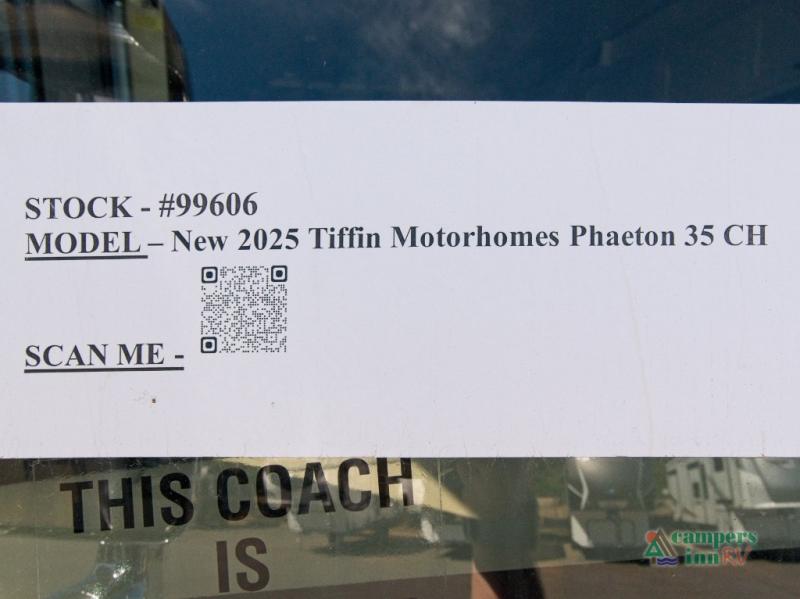 STOCK - #99606
MODEL – New 2025 Tiffin Motorhomes Phaeton 35 CH
SCAN ME -
THIS COACH
IS
campers
inn RV